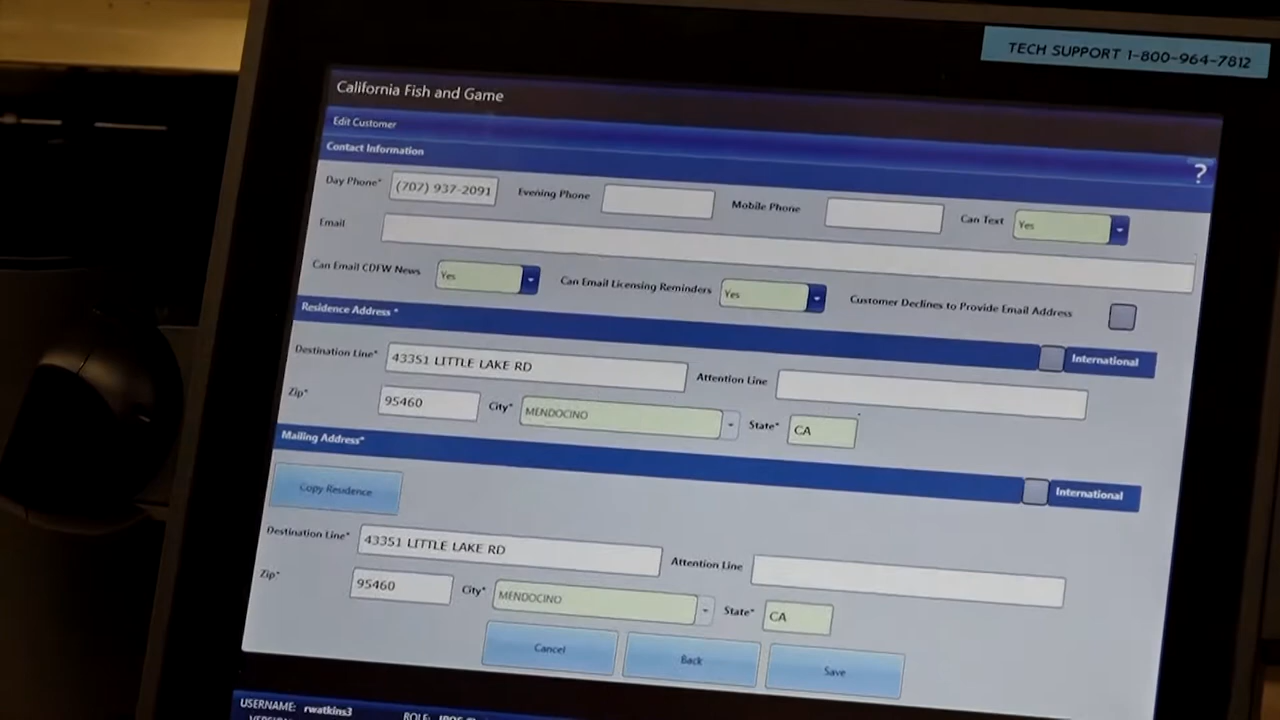 TECH SUPPORT 1-800-964-7812
California Fish and Game
Edit Customer
Contact Information
?
Day Phone* (707) 937-2091 Evening Phone Mobile Phone Can Text Yes
Email
Can Email CDFW News Yes Can Email Licensing Reminders Yes Customer Declines to Provide Email Address
Residence Address * International
Destination Line* 43351 LITTLE LAKE RD Attention Line
Zip* 95460 City* MENDOCINO State* CA
Mailing Address* International
Copy Residence
Destination Line* 43351 LITTLE LAKE RD Attention Line
Zip* 95460 City* MENDOCINO State* CA
Cancel Back Save
USERNAME: rwatkins3 ROLE: